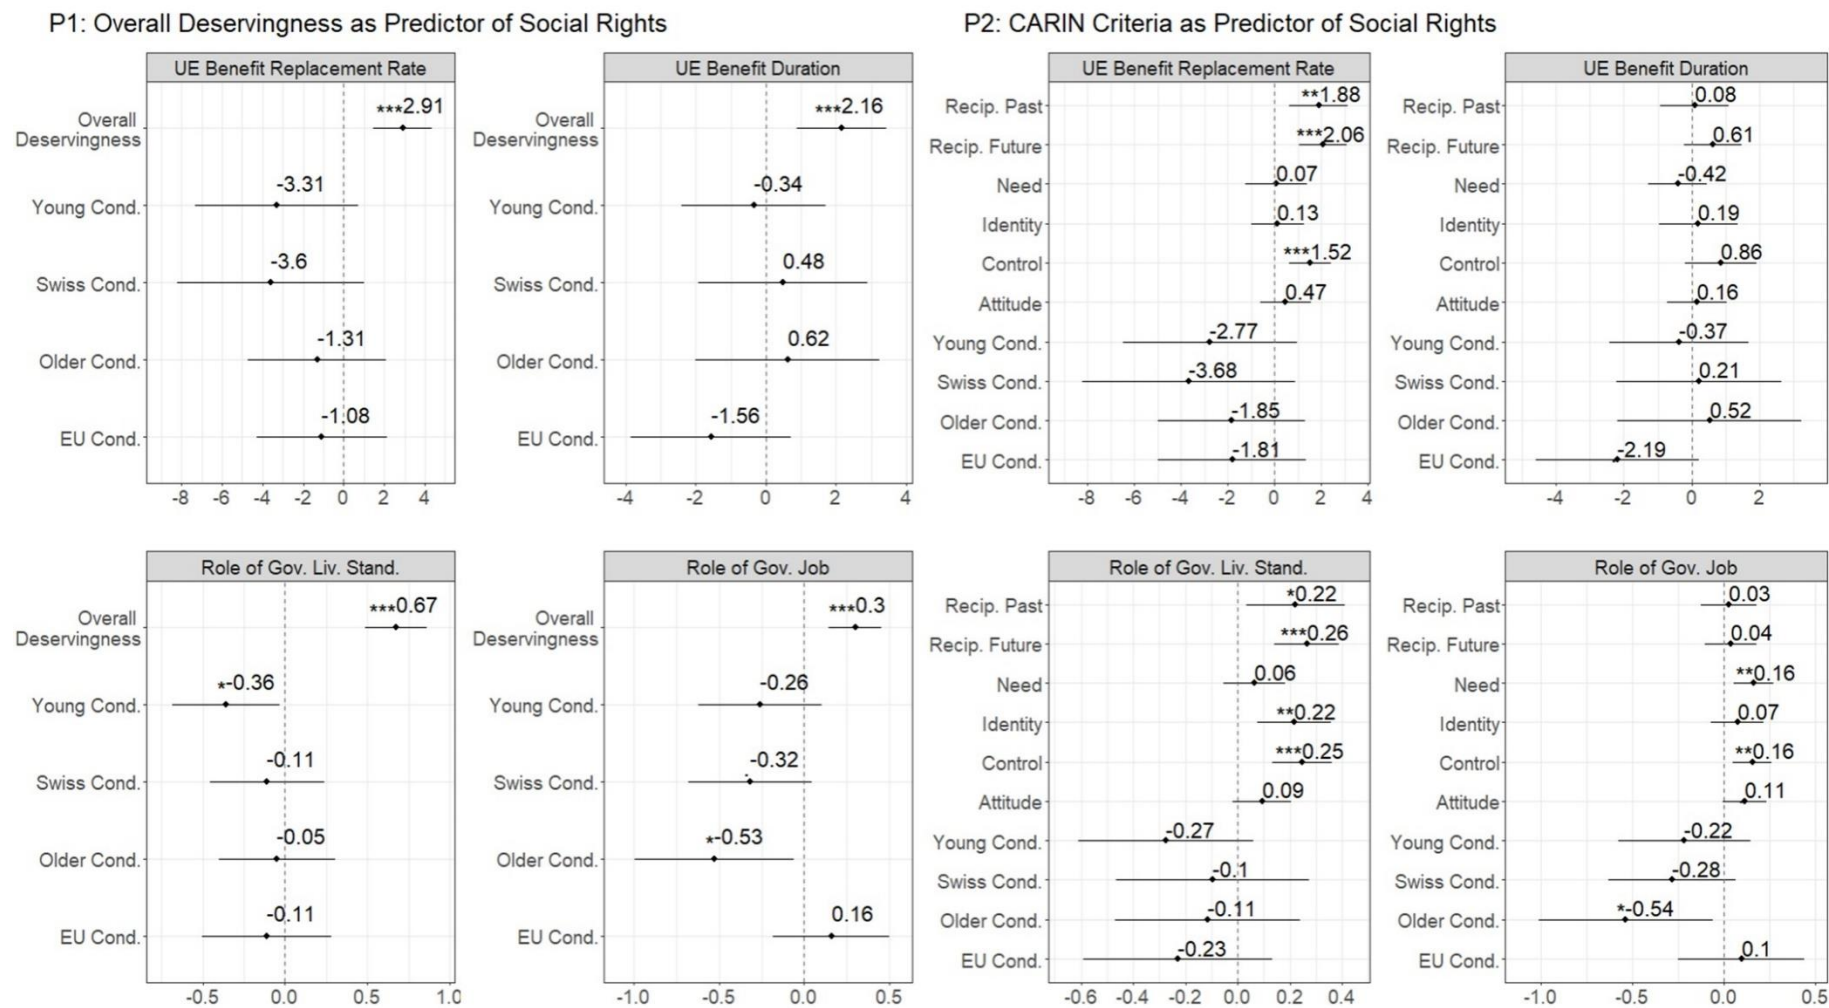 P1: Overall Deservingness as Predictor of Social Rights
UE Benefit Replacement Rate
Overall
Deservingness
***2.91
Young Cond.
-3.31
Swiss Cond.
-3.6
Older Cond.
-1.31
EU Cond.
-1.08
-8 -6 -4 -2 0 2 4
UE Benefit Duration
Overall
Deservingness
***2.16
Young Cond.
-0.34
Swiss Cond.
0.48
Older Cond.
0.62
EU Cond.
-1.56
-4 -2 0 2 4
Role of Gov. Liv. Stand.
Overall
Deservingness
***0.67
Young Cond.
*-0.36
Swiss Cond.
-0.11
Older Cond.
-0.05
EU Cond.
-0.11
-0.5 0.0 0.5 1.0
Role of Gov. Job
Overall
Deservingness
***0.3
Young Cond.
-0.26
Swiss Cond.
.-0.32
Older Cond.
*-0.53
EU Cond.
0.16
-1.0 -0.5 0.0 0.5
P2: CARIN Criteria as Predictor of Social Rights
UE Benefit Replacement Rate
Recip. Past **1.88
Recip. Future ***2.06
Need 0.07
Identity 0.13
Control ***1.52
Attitude 0.47
Young Cond. -2.77
Swiss Cond. -3.68
Older Cond. -1.85
EU Cond. -1.81
-8 -6 -4 -2 0 2 4
UE Benefit Duration
Recip. Past 0.08
Recip. Future 0.61
Need -0.42
Identity 0.19
Control 0.86
Attitude 0.16
Young Cond. -0.37
Swiss Cond. 0.21
Older Cond. 0.52
EU Cond. -2.19
-4 -2 0 2
Role of Gov. Liv. Stand.
Recip. Past *0.22
Recip. Future ***0.26
Need 0.06
Identity **0.22
Control ***0.25
Attitude 0.09
Young Cond. -0.27
Swiss Cond. -0.1
Older Cond. -0.11
EU Cond. -0.23
-0.6 -0.4 -0.2 0.0 0.2 0.4
Role of Gov. Job
Recip. Past 0.03
Recip. Future 0.04
Need **0.16
Identity 0.07
Control **0.16
Attitude 0.11
Young Cond. -0.22
Swiss Cond. -0.28
Older Cond. *-0.54
EU Cond. 0.1
-1.0 -0.5 0.0 0.5